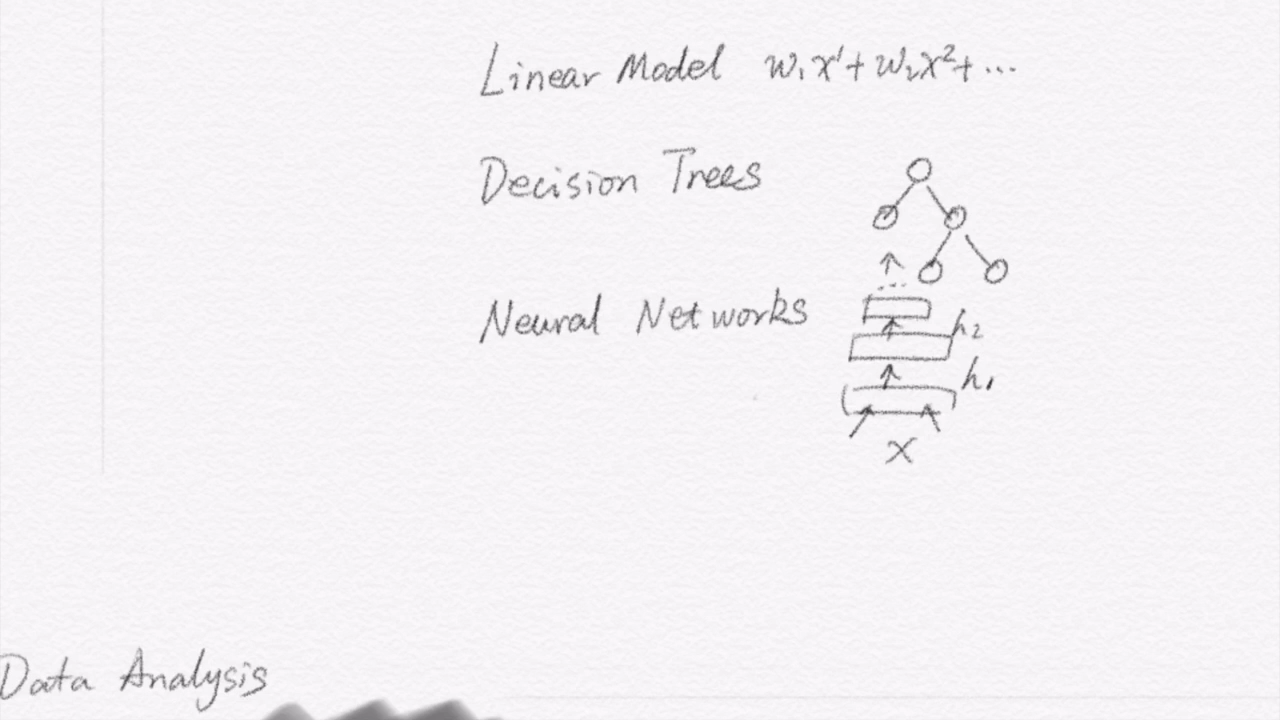 Linear Model w₁x¹+w₂x²+...
Decision Trees
Neural Networks
h₂
h₁
x
Data Analysis